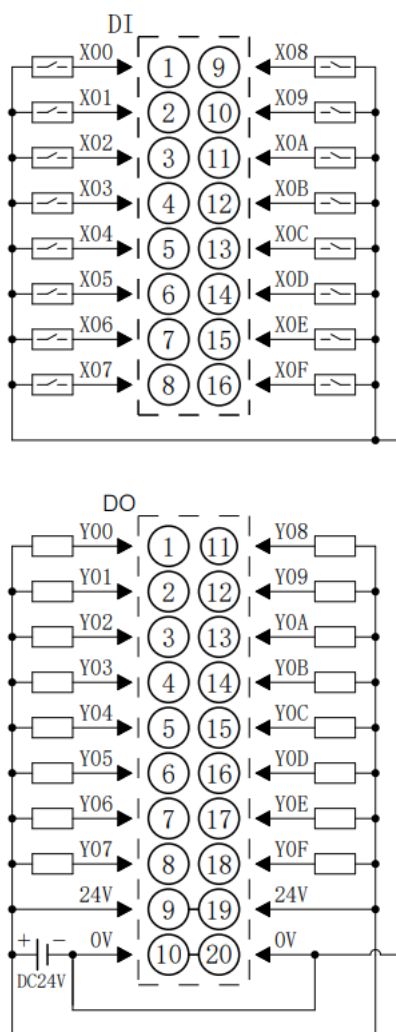 DI
X00 1 9 X08
X01 2 10 X09
X02 3 11 X0A
X03 4 12 X0B
X04 5 13 X0C
X05 6 14 X0D
X06 7 15 X0E
X07 8 16 X0F
DO
Y00 1 11 Y08
Y01 2 12 Y09
Y02 3 13 Y0A
Y03 4 14 Y0B
Y04 5 15 Y0C
Y05 6 16 Y0D
Y06 7 17 Y0E
Y07 8 18 Y0F
24V 9 19 24V
+ - 0V 10 20 0V
DC24V